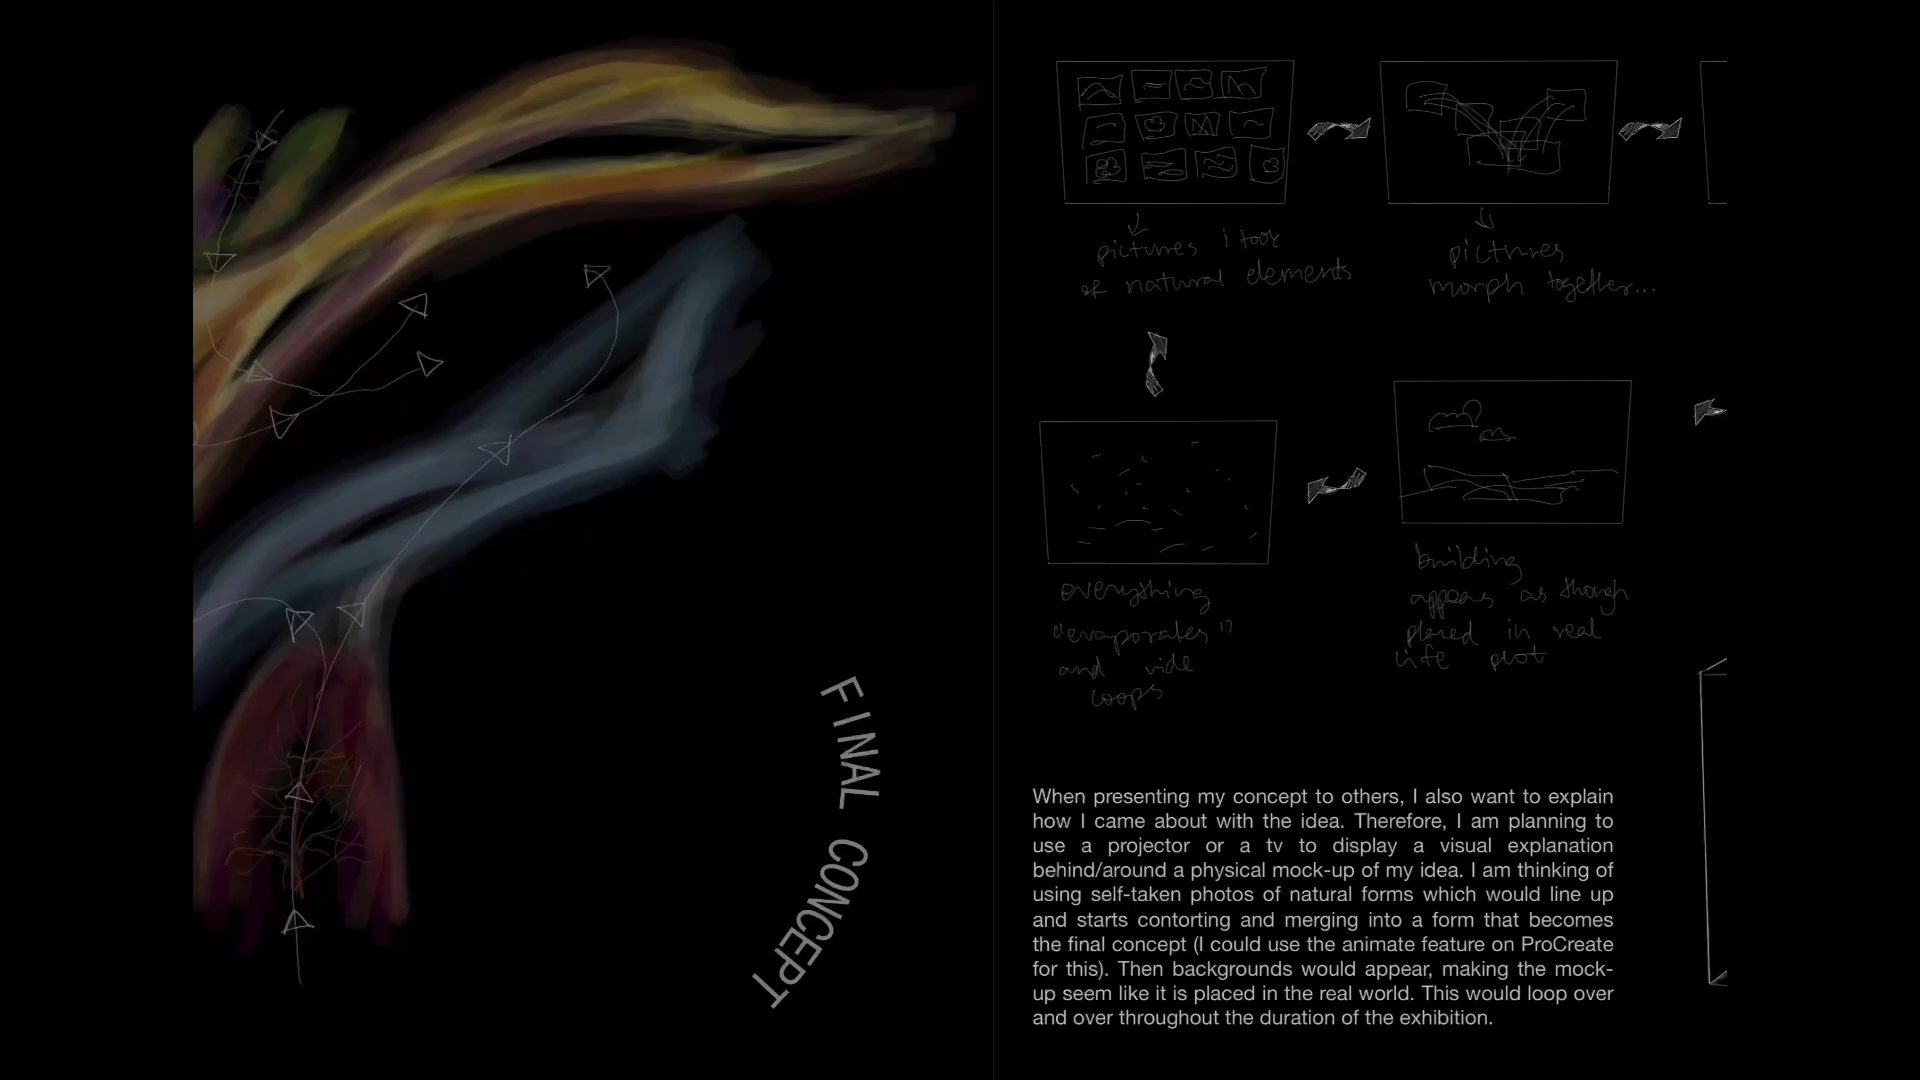 FINAL CONCEPT
pictures i took
of natural elements
pictures
morph together...
everything
"evaporates"
and vide
loops
building
appears as though
placed in real
life plot
When presenting my concept to others, I also want to explain
how I came about with the idea. Therefore, I am planning to
use a projector or a tv to display a visual explanation
behind/around a physical mock-up of my idea. I am thinking of
using self-taken photos of natural forms which would line up
and starts contorting and merging into a form that becomes
the final concept (I could use the animate feature on ProCreate
for this). Then backgrounds would appear, making the mock-
up seem like it is placed in the real world. This would loop over
and over throughout the duration of the exhibition.